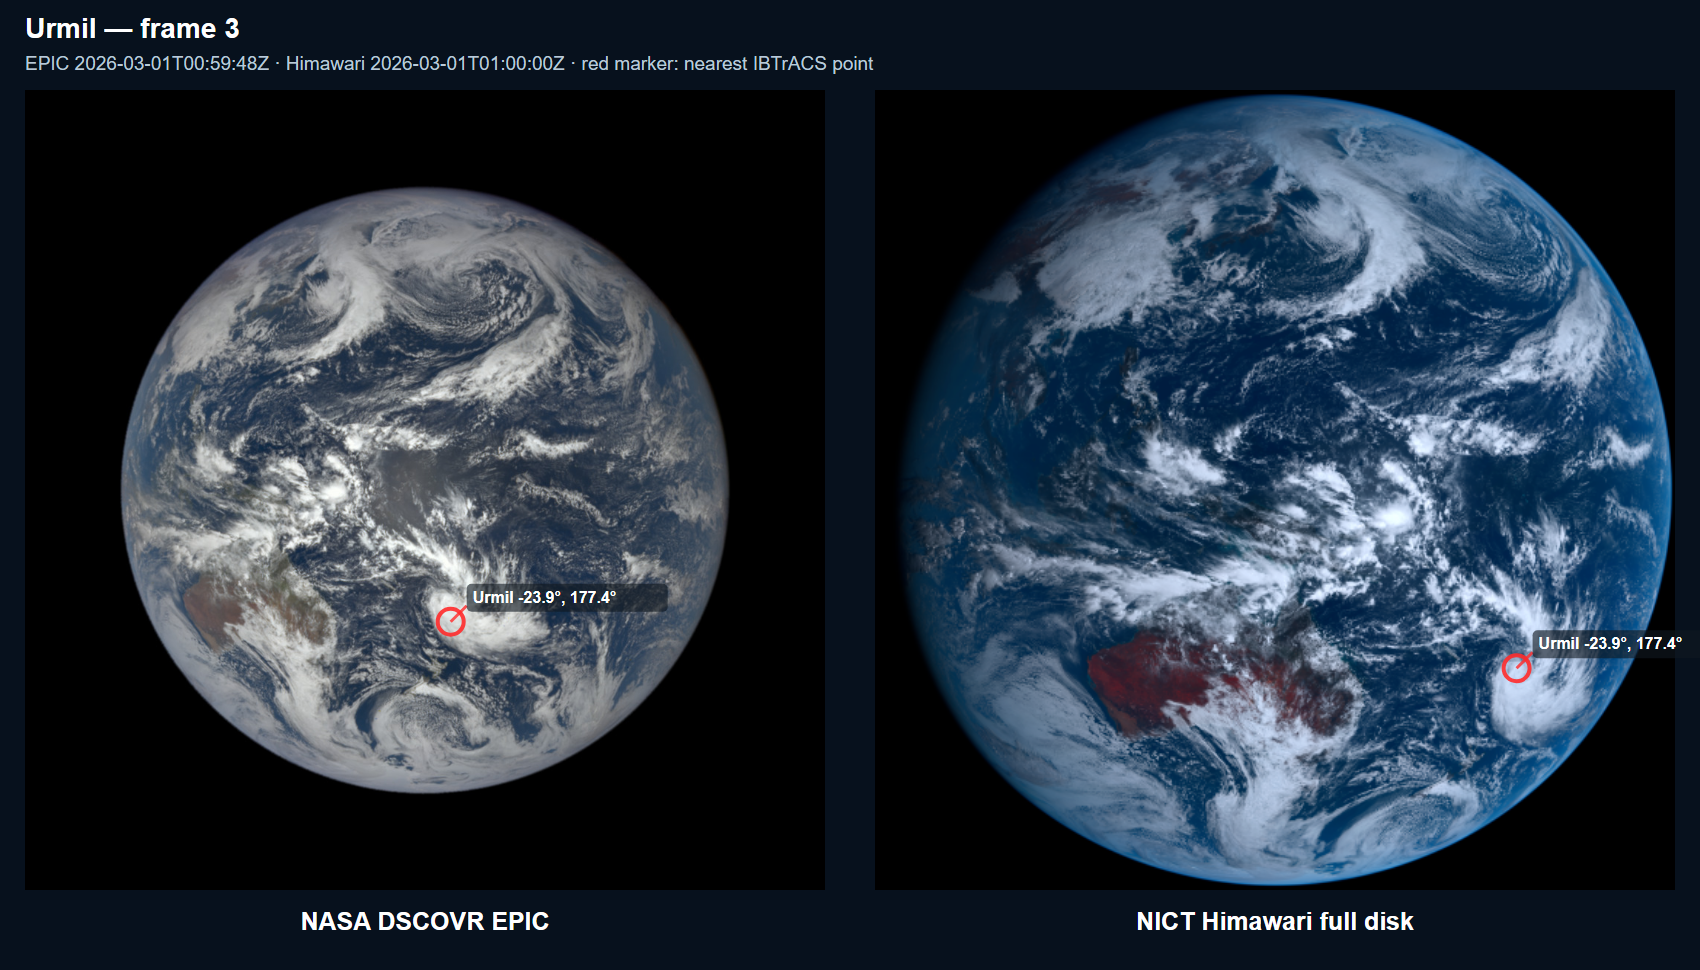 Urmil — frame 3
EPIC 2026-03-01T00:59:48Z · Himawari 2026-03-01T01:00:00Z · red marker: nearest IBTrACS point
Urmil -23.9°, 177.4°
Urmil -23.9°, 177.4°
NASA DSCOVR EPIC
NICT Himawari full disk